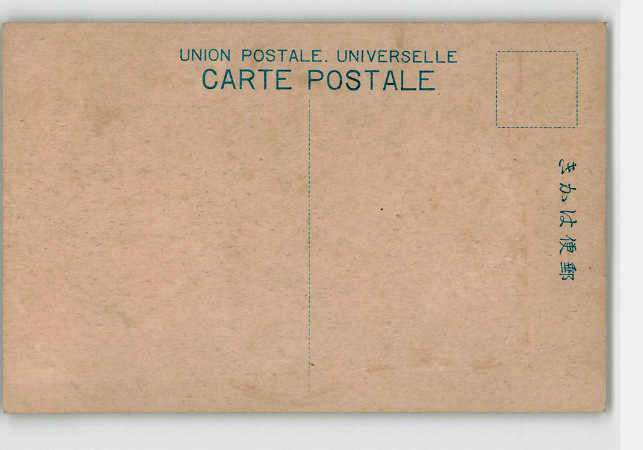 UNION POSTALE. UNIVERSELLE
CARTE POSTALE
きかは便郵